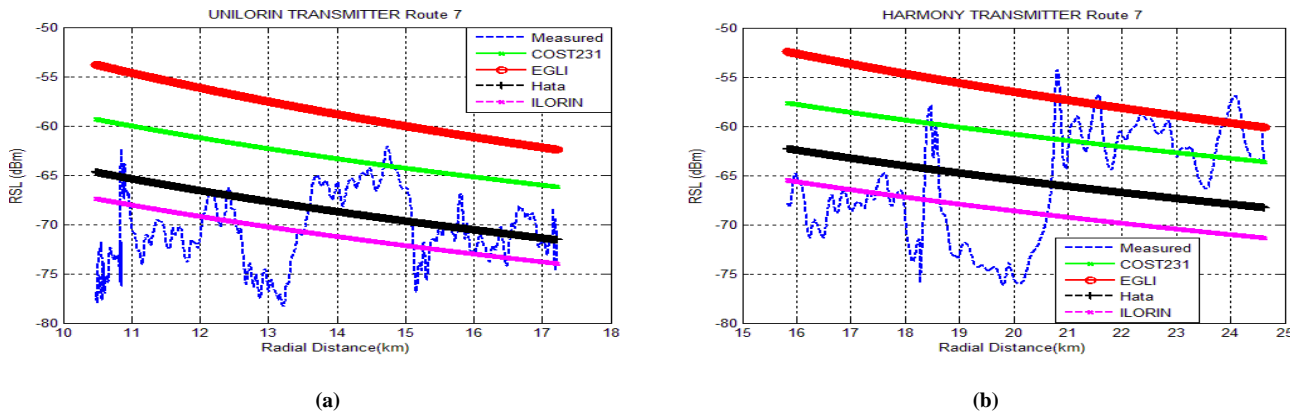 UNILORIN TRANSMITTER Route 7
-50
-55
-60
-65
-70
-75
-80
RSL (dBm)
Measured
COST231
EGLI
Hata
ILORIN
10 11 12 13 14 15 16 17 18
Radial Distance(km)
(a)
HARMONY TRANSMITTER Route 7
-50
-55
-60
-65
-70
-75
-80
RSL (dBm)
Measured
COST231
EGLI
Hata
ILORIN
15 16 17 18 19 20 21 22 23 24 25
Radial Distance(km)
(b)